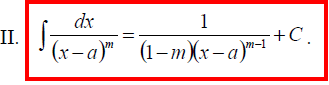 II. ∫ dx/(x−a)^m = 1/((1−m)(x−a)^(m−1)) + C .